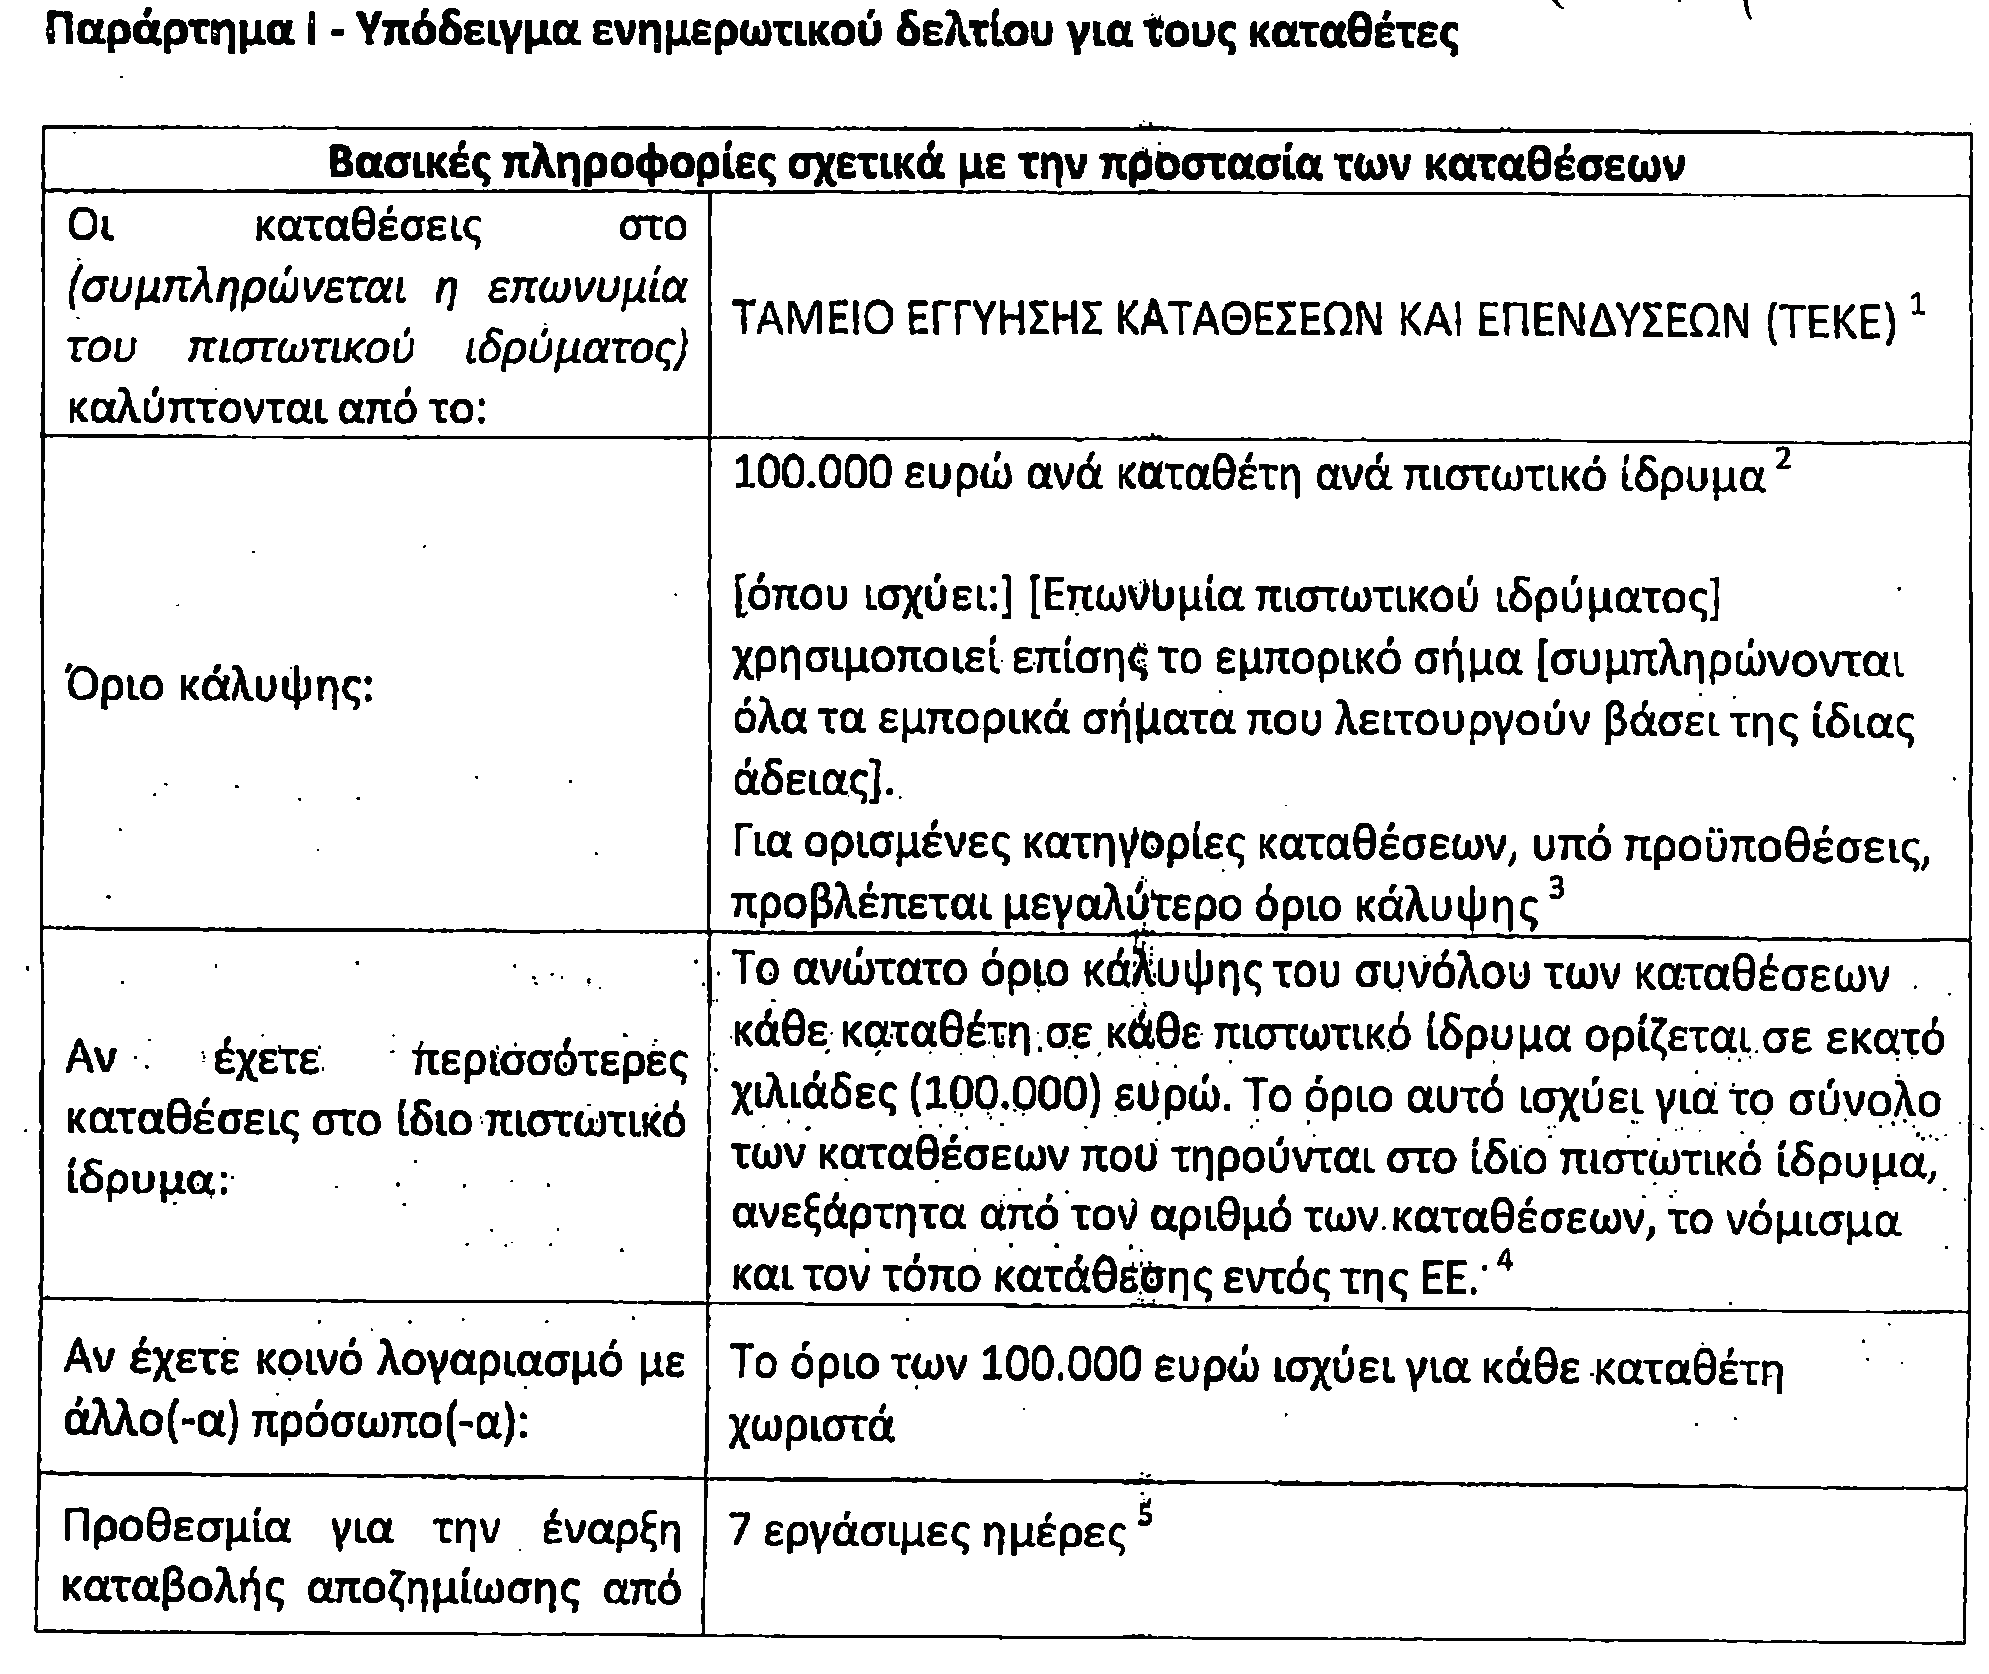 Παράρτημα Ι - Υπόδειγμα ενημερωτικού δελτίου για τους καταθέτες
Βασικές πληροφορίες σχετικά με την προστασία των καταθέσεων
Οι καταθέσεις στο
(συμπληρώνεται η επωνυμία
του πιστωτικού ιδρύματος)
καλύπτονται από το:
ΤΑΜΕΙΟ ΕΓΓΥΗΣΗΣ ΚΑΤΑΘΕΣΕΩΝ ΚΑΙ ΕΠΕΝΔΥΣΕΩΝ (ΤΕΚΕ) 1
Όριο κάλυψης:
100.000 ευρώ ανά καταθέτη ανά πιστωτικό ίδρυμα 2
[όπου ισχύει:] [Επωνυμία πιστωτικού ιδρύματος]
χρησιμοποιεί επίσης το εμπορικό σήμα [συμπληρώνονται
όλα τα εμπορικά σήματα που λειτουργούν βάσει της ίδιας
άδειας].
Για ορισμένες κατηγορίες καταθέσεων, υπό προϋποθέσεις,
προβλέπεται μεγαλύτερο όριο κάλυψης 3
Αν έχετε περισσότερες
καταθέσεις στο ίδιο πιστωτικό
ίδρυμα:
Το ανώτατο όριο κάλυψης του συνόλου των καταθέσεων
κάθε καταθέτη σε κάθε πιστωτικό ίδρυμα ορίζεται σε εκατό
χιλιάδες (100.000) ευρώ. Το όριο αυτό ισχύει για το σύνολο
των καταθέσεων που τηρούνται στο ίδιο πιστωτικό ίδρυμα,
ανεξάρτητα από τον αριθμό των καταθέσεων, το νόμισμα
και τον τόπο κατάθεσης εντός της ΕΕ. 4
Αν έχετε κοινό λογαριασμό με
άλλο(-α) πρόσωπο(-α):
Το όριο των 100.000 ευρώ ισχύει για κάθε καταθέτη
χωριστά
Προθεσμία για την έναρξη
καταβολής αποζημίωσης από
7 εργάσιμες ημέρες 5